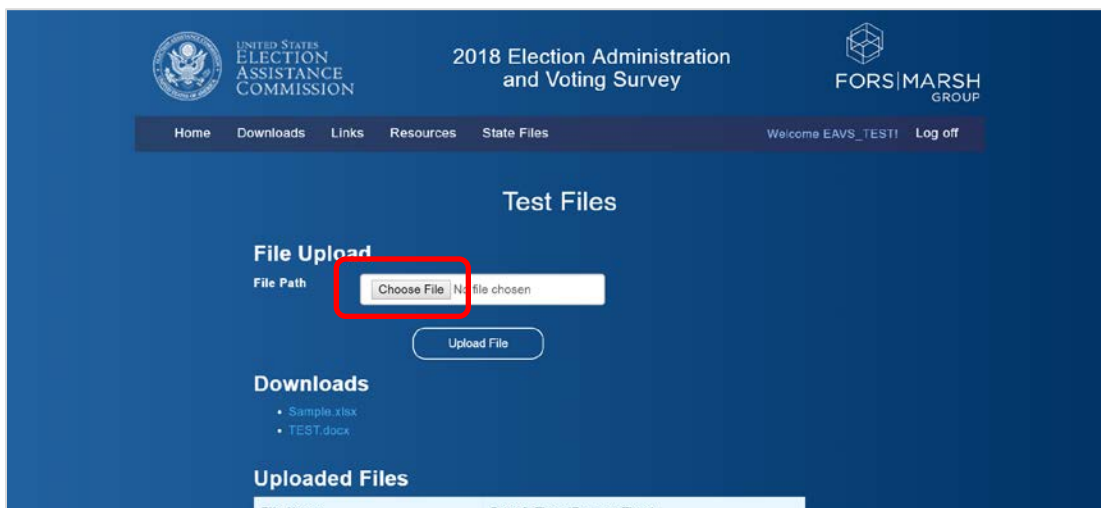 UNITED STATES
ELECTION
ASSISTANCE
COMMISSION
2018 Election Administration
and Voting Survey
FORS|MARSH
GROUP
Home Downloads Links Resources State Files Welcome EAVS_TEST! Log off
Test Files
File Upload
File Path Choose File No file chosen
Upload File
Downloads
• Sample.xlsx
• TEST.docx
Uploaded Files